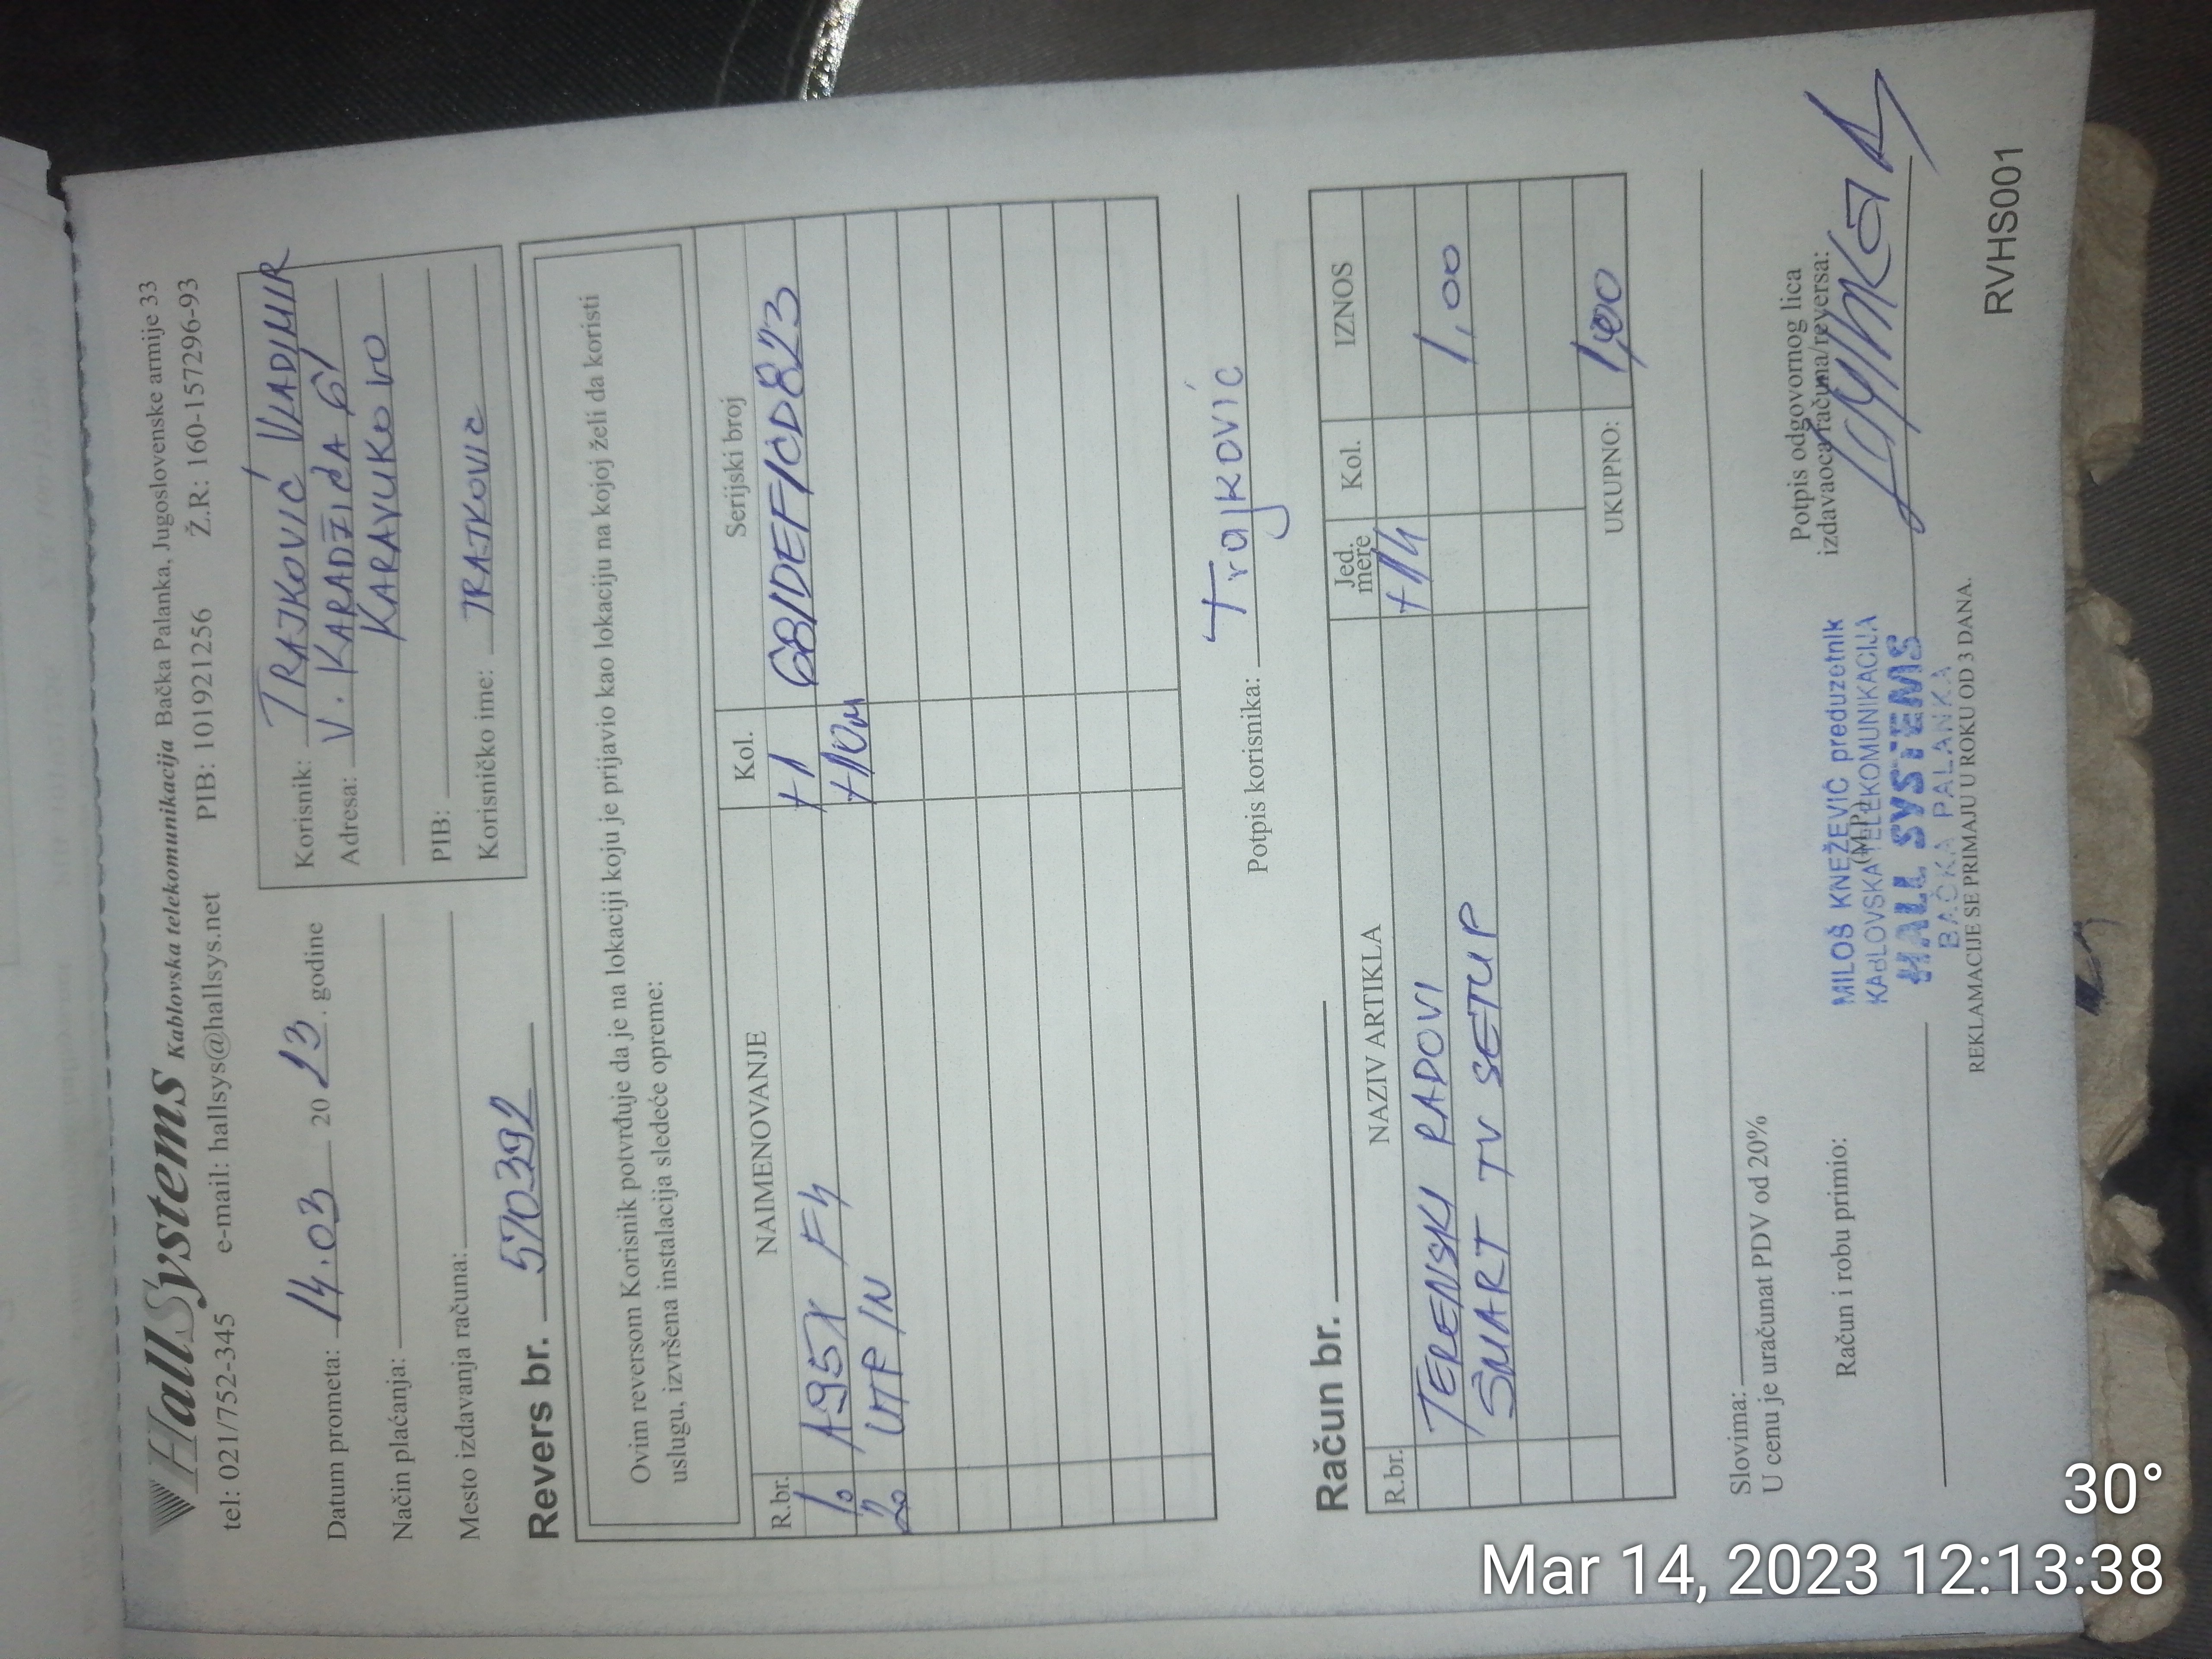 HallSystems Kablovska telekomunikacija Bačka Palanka, Jugoslovenske armije 33
tel: 021/752-345 e-mail: hallsys@hallsys.net PIB: 101921256 Ž.R: 160-157296-93
Datum prometa: 14.03 20 23. godine
Način plaćanja:
Mesto izdavanja računa:
Korisnik: TRAJKOVIĆ VLADIMIR
Adresa: V. KARADŽIĆA 61
KARAVUKOVO
PIB:
Korisničko ime: TRAJKOVIC
Revers br. 570392
Ovim reversom Korisnik potvrđuje da je na lokaciji koju je prijavio kao lokaciju na kojoj želi da koristi
uslugu, izvršena instalacija sledeće opreme:
R.br. NAIMENOVANJE Kol. Serijski broj
1. A95X F4 +1 681DEF1CD823
2. UTP IN +10m
Potpis korisnika: Trajković
Račun br.
R.br. NAZIV ARTIKLA Jed. mere Kol. IZNOS
TERENSKI RADOVI +1h
SMART TV SETUP 1,00
UKUPNO: 1,00
Slovima:
U cenu je uračunat PDV od 20%
Račun i robu primio:
(M.P.)
Potpis odgovornog lica
izdavaoca računa/reversa:
MILOŠ KNEŽEVIĆ preduzetnik
KABLOVSKA TELEKOMUNIKACIJA
HALL SYSTEMS
BAČKA PALANKA
REKLAMACIJE SE PRIMAJU U ROKU OD 3 DANA.
RVHS001
30°
Mar 14, 2023 12:13:38